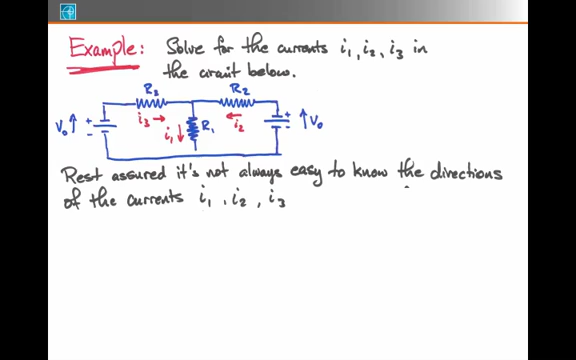 Example: Solve for the currents i₁, i₂, i₃ in
the circuit below.
R₃ R₂
V₀ + - i₃ i₁ R₁ i₂ + - V₀
Rest assured it's not always easy to know the directions
of the currents i₁, i₂, i₃